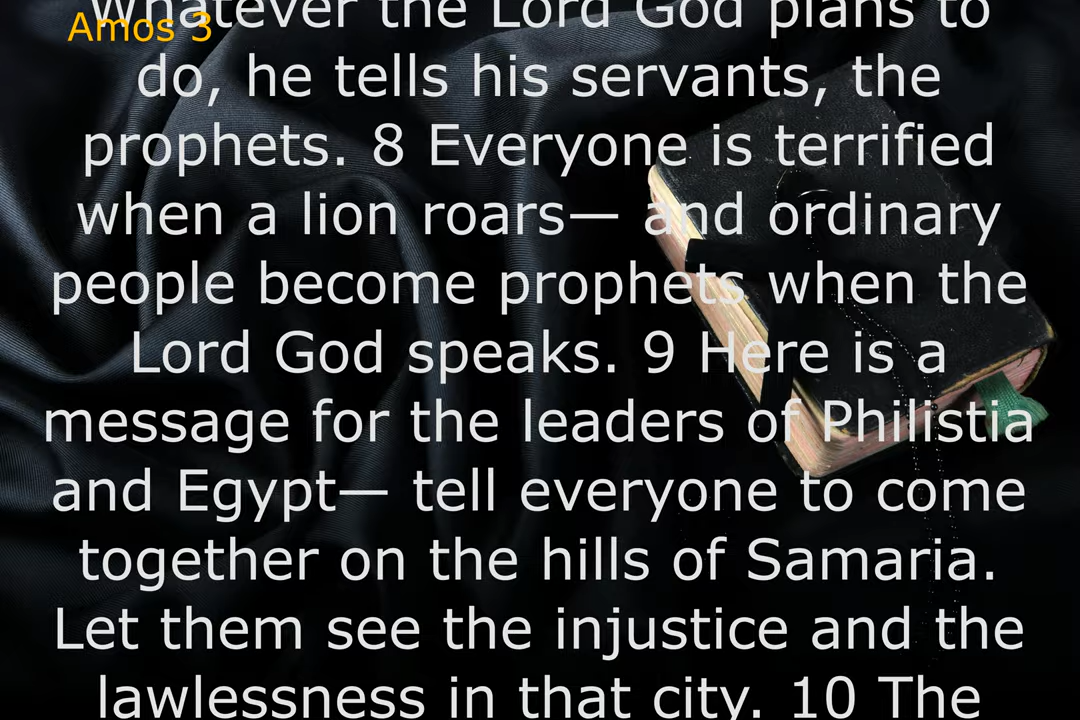 whatever the Lord God plans to
Amos 3
do, he tells his servants, the
prophets. 8 Everyone is terrified
when a lion roars— and ordinary
people become prophets when the
Lord God speaks. 9 Here is a
message for the leaders of Philistia
and Egypt— tell everyone to come
together on the hills of Samaria.
Let them see the injustice and the
lawlessness in that city. 10 The